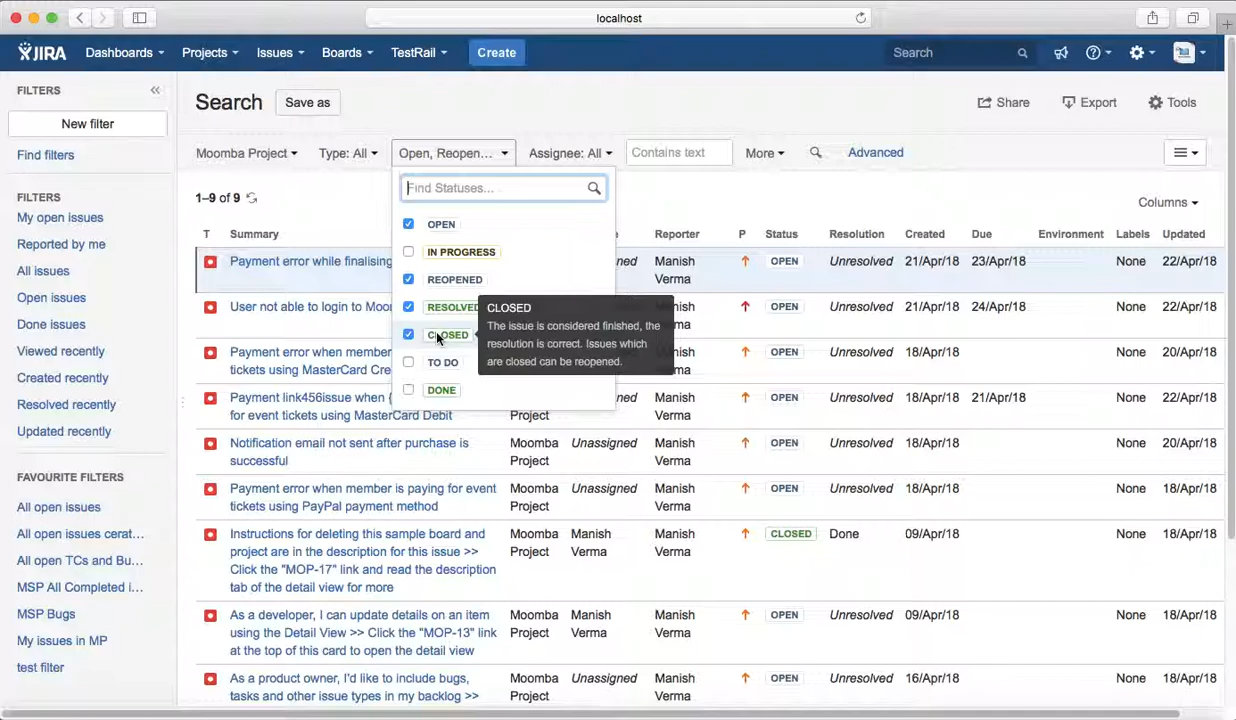 localhost
JIRA Dashboards Projects Issues Boards TestRail Create Search
FILTERS
New filter
Find filters
FILTERS
My open issues
Reported by me
All issues
Open issues
Done issues
Viewed recently
Created recently
Resolved recently
Updated recently
FAVOURITE FILTERS
All open issues
All open issues cerat...
All open TCs and Bu...
MSP All Completed i...
MSP Bugs
My issues in MP
test filter
Search Save as Share Export Tools
Moomba Project Type: All Open, Reopen... Assignee: All Contains text More Advanced
Find Statuses...
OPEN
IN PROGRESS
REOPENED
RESOLVED
CLOSED
TO DO
DONE
CLOSED
The issue is considered finished, the
resolution is correct. Issues which
are closed can be reopened.
1–9 of 9 Columns
T Summary Reporter P Status Resolution Created Due Environment Labels Updated
Payment error while finalising Manish OPEN Unresolved 21/Apr/18 23/Apr/18 None 22/Apr/18
Verma
User not able to login to Moo OPEN Unresolved 21/Apr/18 24/Apr/18 None 22/Apr/18
Payment error when member OPEN Unresolved 18/Apr/18 None 20/Apr/18
tickets using MasterCard Cre
Payment link456issue when { OPEN Unresolved 18/Apr/18 21/Apr/18 None 22/Apr/18
for event tickets using MasterCard Debit Project Verma
Notification email not sent after purchase is Moomba Unassigned Manish OPEN Unresolved 18/Apr/18 None 20/Apr/18
successful Project Verma
Payment error when member is paying for event Moomba Unassigned Manish OPEN Unresolved 18/Apr/18 None 18/Apr/18
tickets using PayPal payment method Project Verma
Instructions for deleting this sample board and Moomba Manish Manish CLOSED Done 09/Apr/18 None 18/Apr/18
project are in the description for this issue >> Project Verma Verma
Click the "MOP-17" link and read the description
tab of the detail view for more
As a developer, I can update details on an item Moomba Manish Manish OPEN Unresolved 09/Apr/18 None 18/Apr/18
using the Detail View >> Click the "MOP-13" link Project Verma Verma
at the top of this card to open the detail view
As a product owner, I'd like to include bugs, Moomba Unassigned Manish OPEN Unresolved 16/Apr/18 None 18/Apr/18
tasks and other issue types in my backlog >> Project Verma